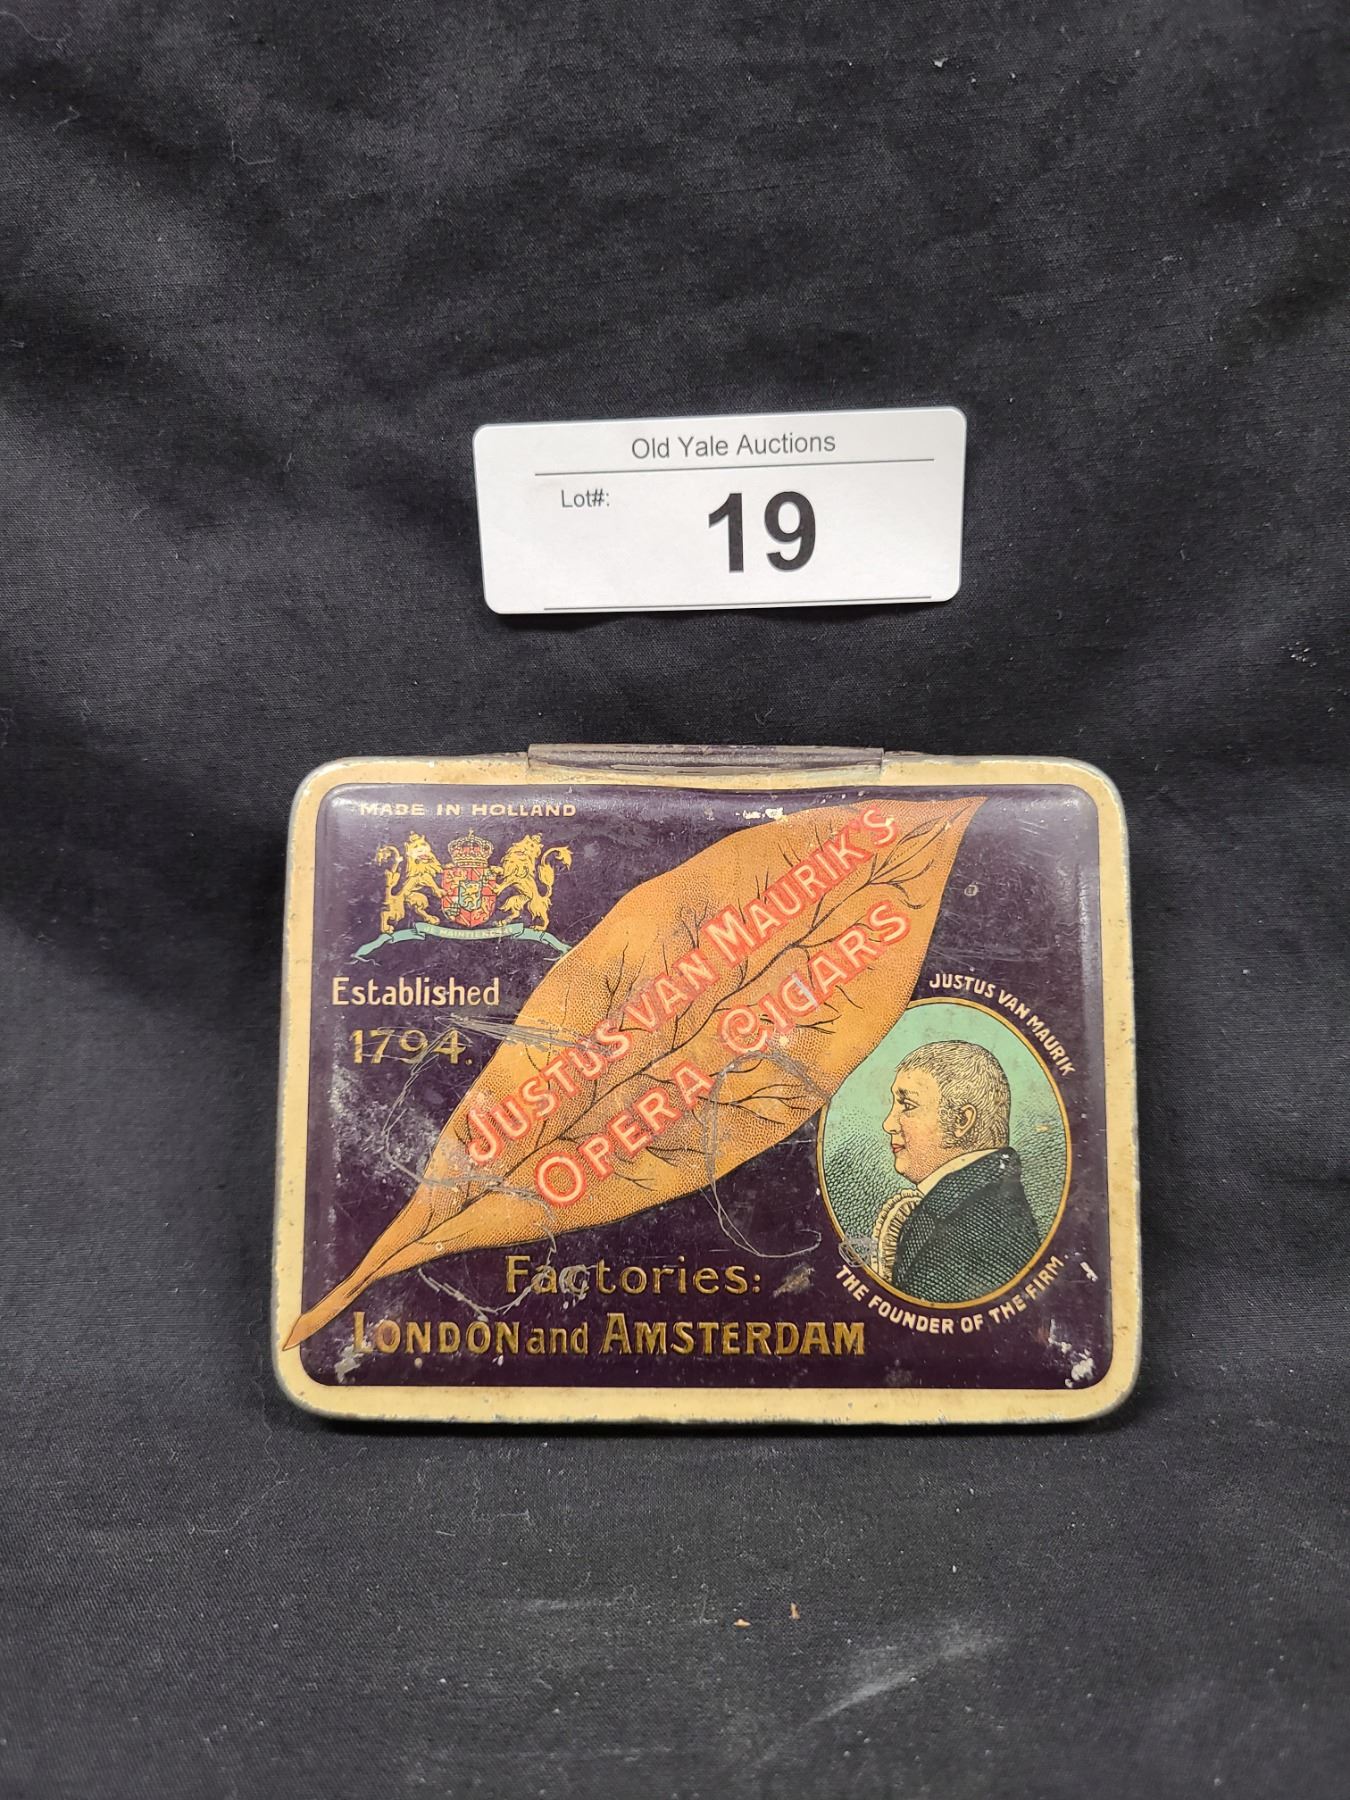 Old Yale Auctions
Lot#:
19
MADE IN HOLLAND
JE MAINTIENDRAI
Established
1794.
JUSTUS VAN MAURIK'S
OPERA CIGARS
JUSTUS VAN MAURIK
THE FOUNDER OF THE FIRM
Factories:
LONDON and AMSTERDAM